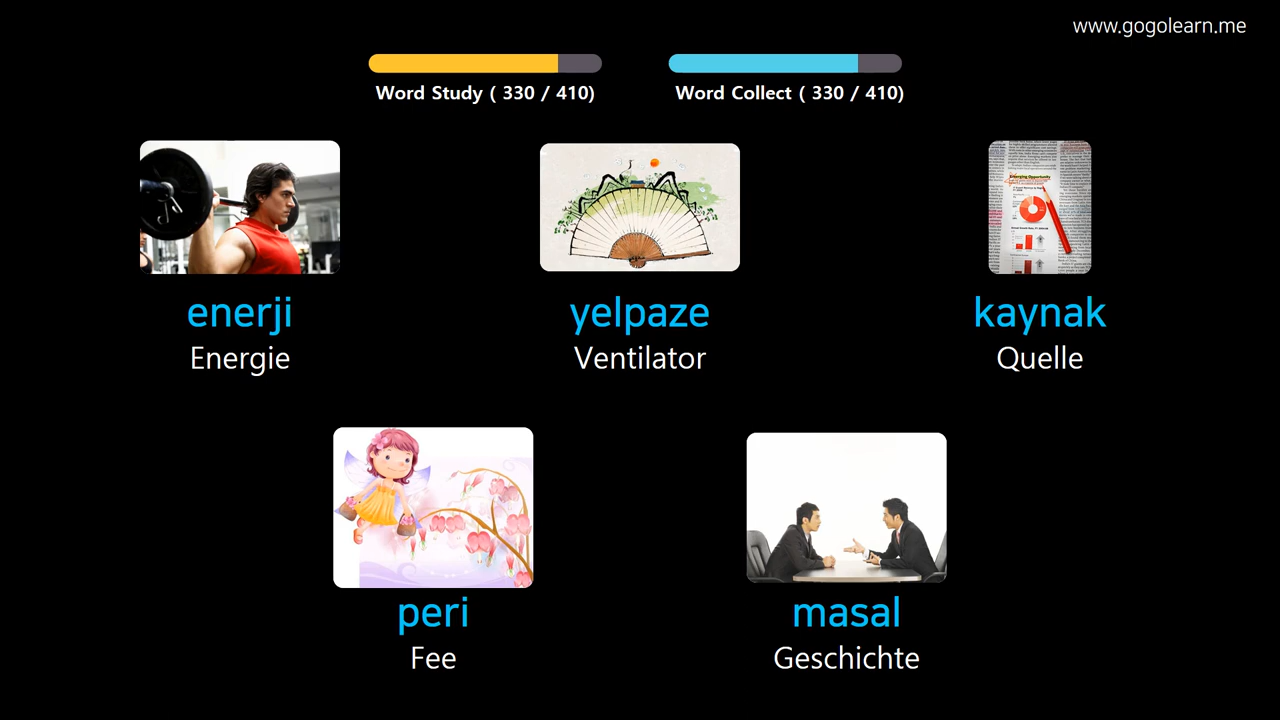 www.gogolearn.me
Word Study ( 330 / 410)
Word Collect ( 330 / 410)
enerji
yelpaze
kaynak
Energie
Ventilator
Quelle
peri
masal
Fee
Geschichte